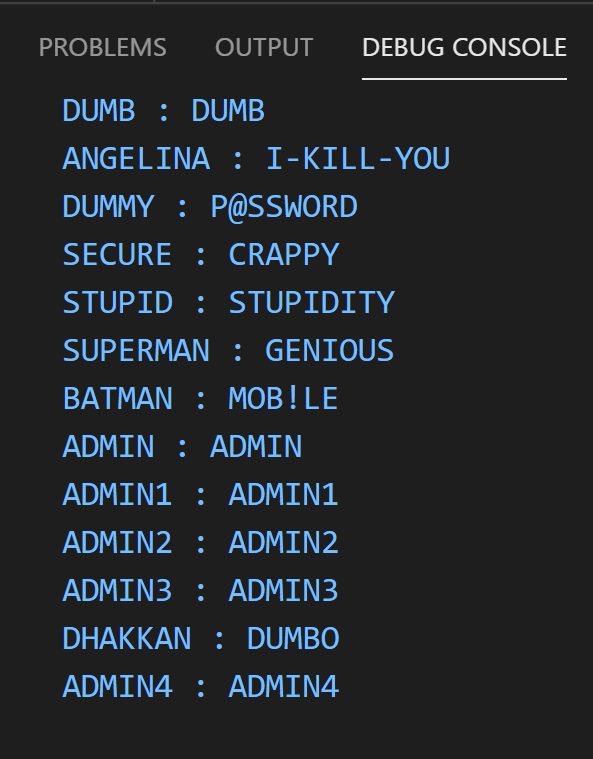 PROBLEMS OUTPUT DEBUG CONSOLE
DUMB : DUMB
ANGELINA : I-KILL-YOU
DUMMY : P@SSWORD
SECURE : CRAPPY
STUPID : STUPIDITY
SUPERMAN : GENIOUS
BATMAN : MOB!LE
ADMIN : ADMIN
ADMIN1 : ADMIN1
ADMIN2 : ADMIN2
ADMIN3 : ADMIN3
DHAKKAN : DUMBO
ADMIN4 : ADMIN4